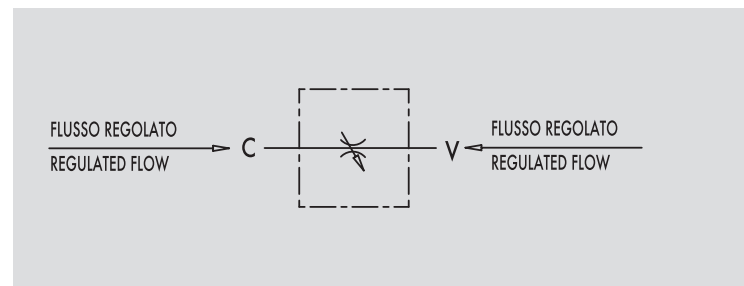 FLUSSO REGOLATO
REGULATED FLOW
C
V
FLUSSO REGOLATO
REGULATED FLOW